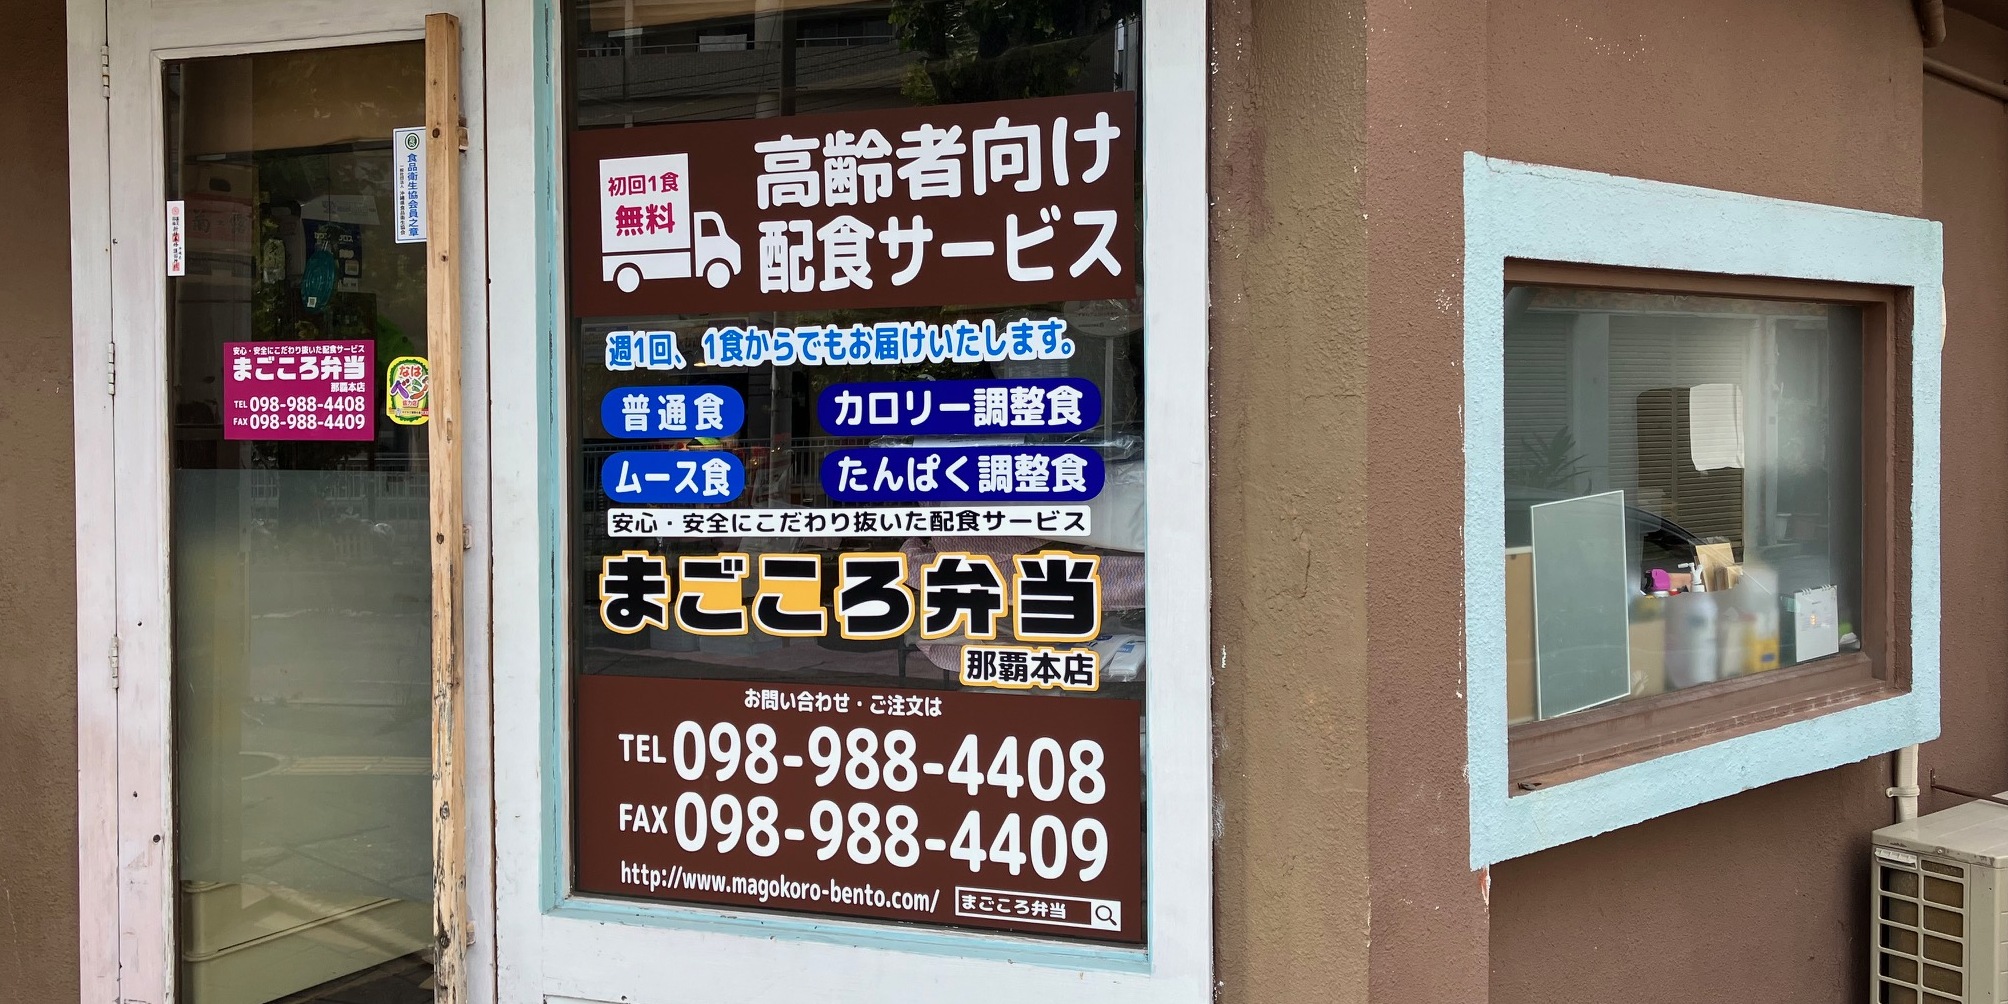 食品衛生協会会員之章
安心・安全にこだわり抜いた配食サービス
まごころ弁当
那覇本店
TEL 098-988-4408
FAX 098-988-4409
なは
ベジ
初回1食
無料
高齢者向け
配食サービス
週1回、1食からでもお届けいたします。
普通食
カロリー調整食
ムース食
たんぱく調整食
安心・安全にこだわり抜いた配食サービス
まごころ弁当
那覇本店
お問い合わせ・ご注文は
TEL 098-988-4408
FAX 098-988-4409
http://www.magokoro-bento.com/
まごころ弁当